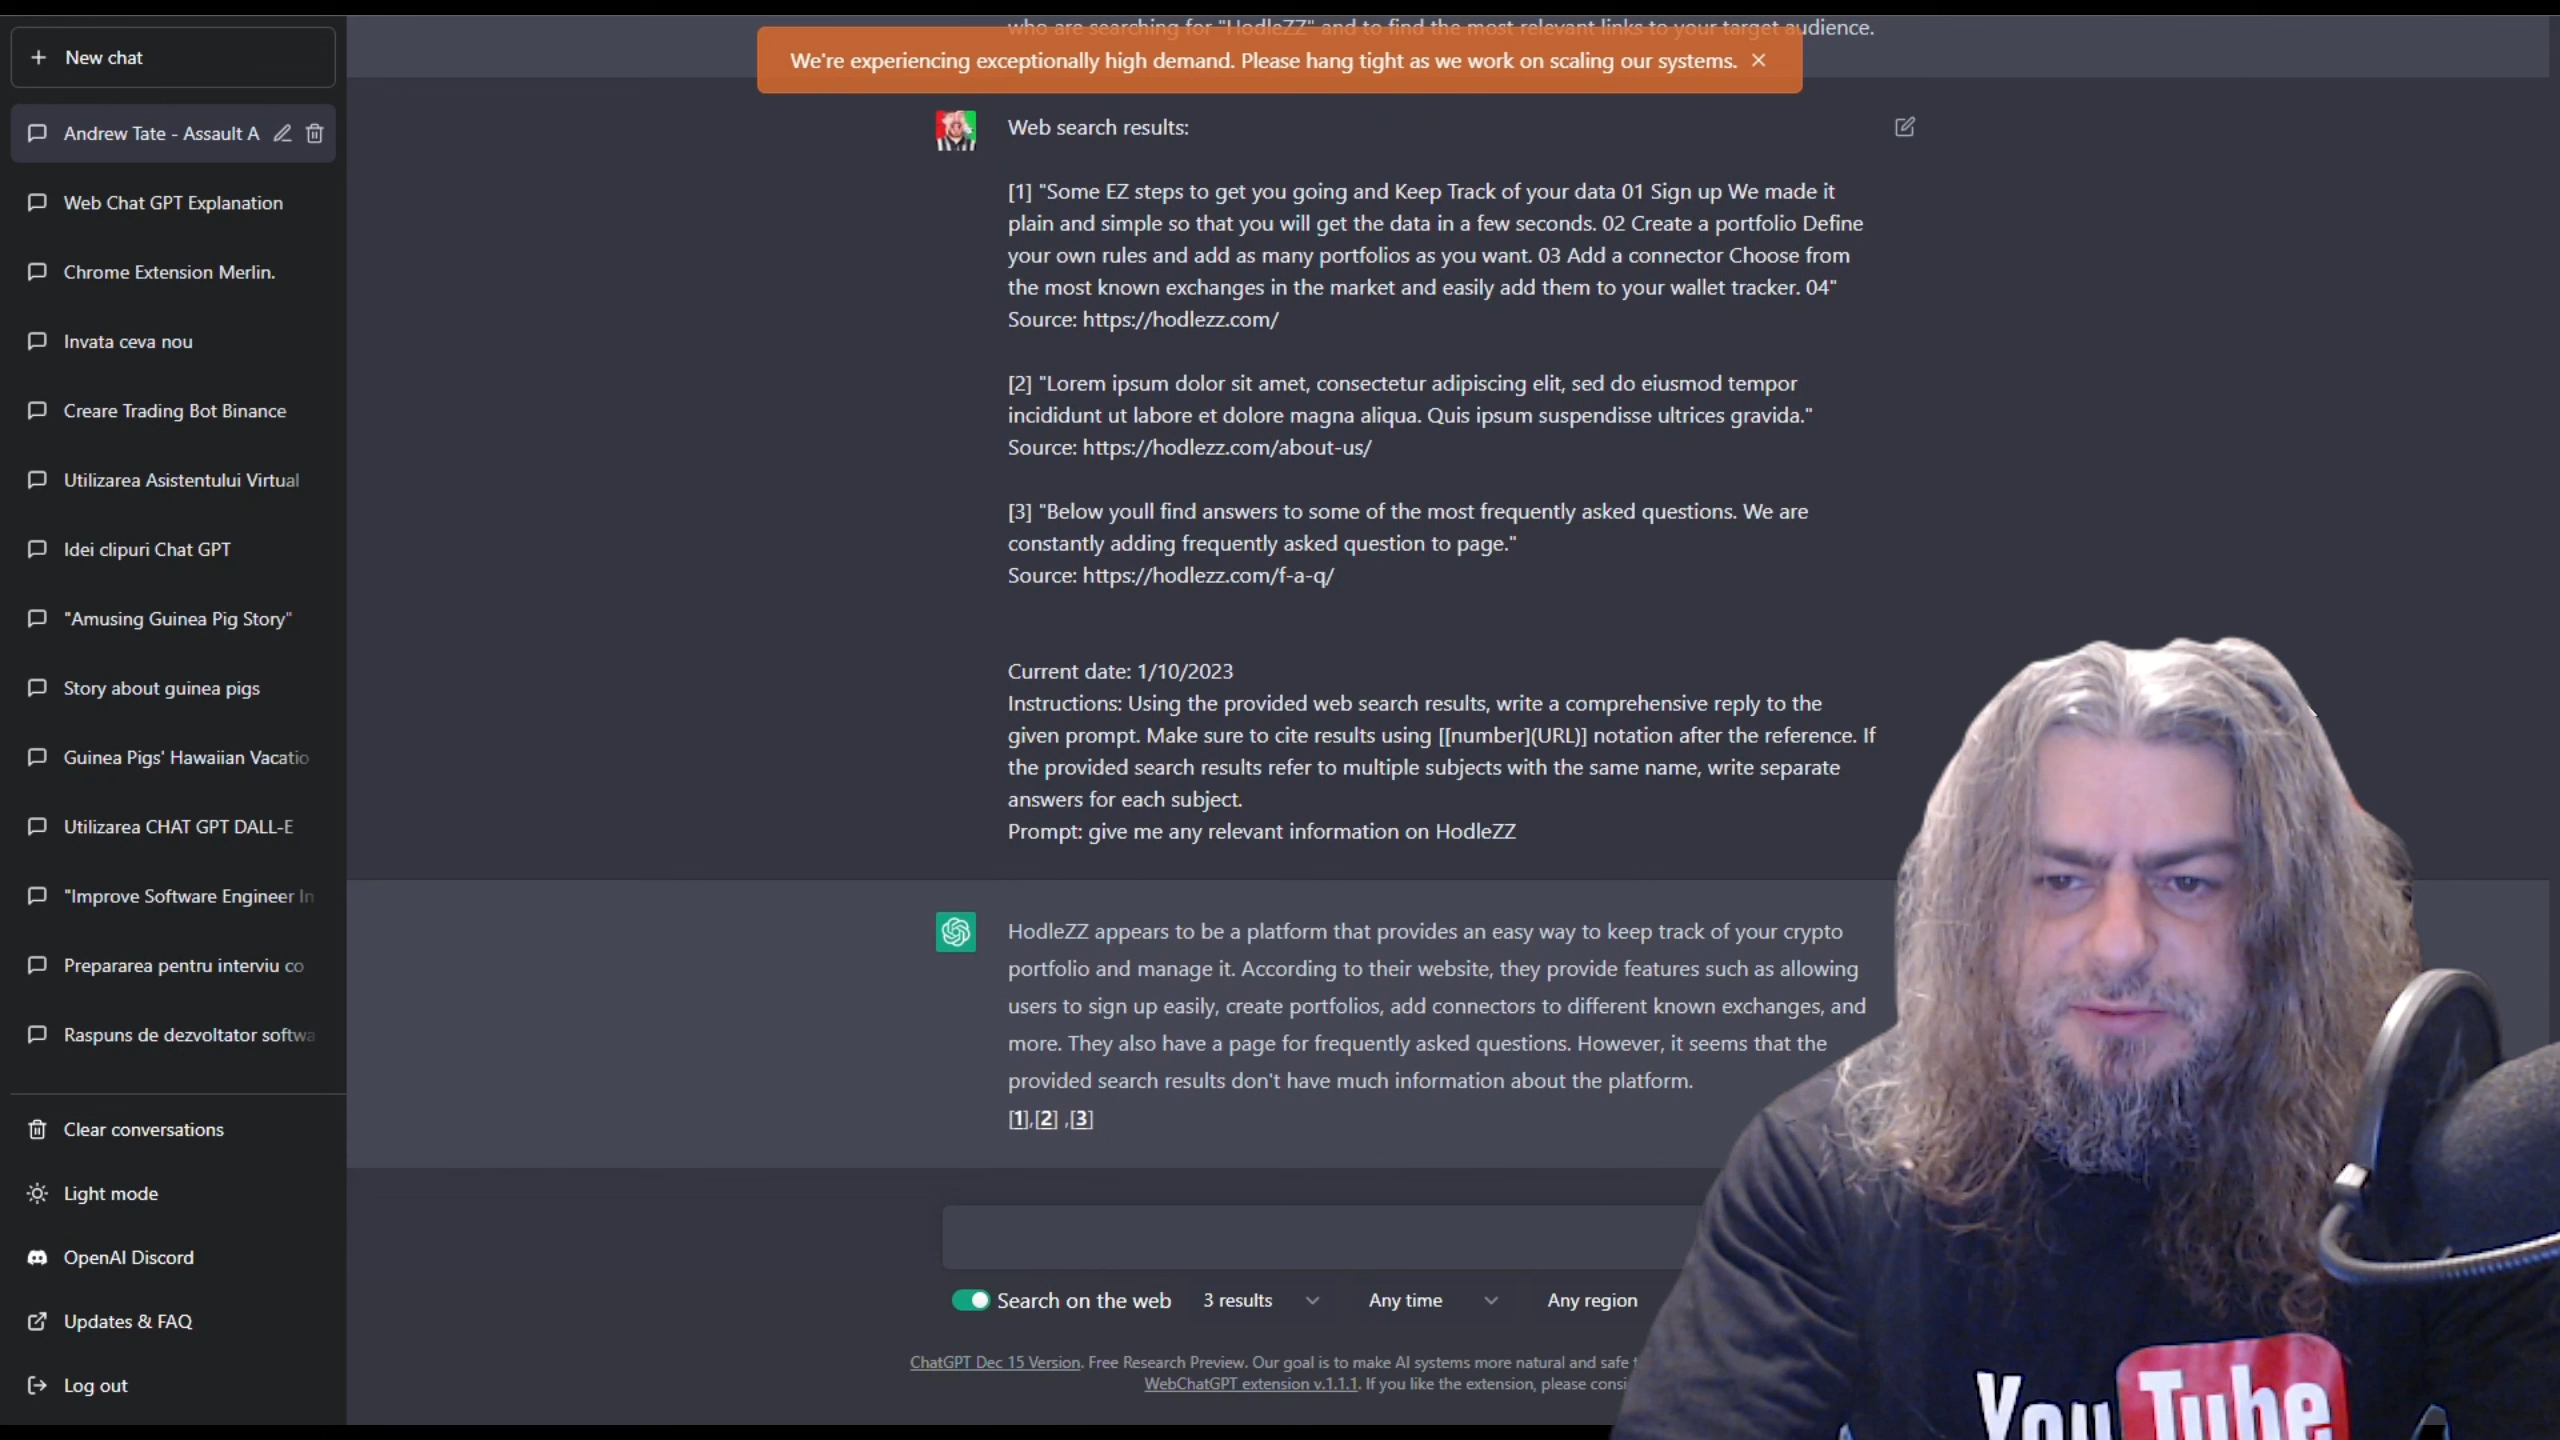 who are searching for "HodleZZ" and to find the most relevant links to your target audience.
We're experiencing exceptionally high demand. Please hang tight as we work on scaling our systems.
New chat
Andrew Tate - Assault A
Web Chat GPT Explanation
Chrome Extension Merlin.
Invata ceva nou
Creare Trading Bot Binance
Utilizarea Asistentului Virtual
Idei clipuri Chat GPT
"Amusing Guinea Pig Story"
Story about guinea pigs
Guinea Pigs' Hawaiian Vacatio
Utilizarea CHAT GPT DALL-E
"Improve Software Engineer In
Prepararea pentru interviu co
Raspuns de dezvoltator softwa
Clear conversations
Light mode
OpenAI Discord
Updates & FAQ
Log out
Web search results:
[1] "Some EZ steps to get you going and Keep Track of your data 01 Sign up We made it
plain and simple so that you will get the data in a few seconds. 02 Create a portfolio Define
your own rules and add as many portfolios as you want. 03 Add a connector Choose from
the most known exchanges in the market and easily add them to your wallet tracker. 04"
Source: https://hodlezz.com/
[2] "Lorem ipsum dolor sit amet, consectetur adipiscing elit, sed do eiusmod tempor
incididunt ut labore et dolore magna aliqua. Quis ipsum suspendisse ultrices gravida."
Source: https://hodlezz.com/about-us/
[3] "Below youll find answers to some of the most frequently asked questions. We are
constantly adding frequently asked question to page."
Source: https://hodlezz.com/f-a-q/
Current date: 1/10/2023
Instructions: Using the provided web search results, write a comprehensive reply to the
given prompt. Make sure to cite results using [[number](URL)] notation after the reference. If
the provided search results refer to multiple subjects with the same name, write separate
answers for each subject.
Prompt: give me any relevant information on HodleZZ
HodleZZ appears to be a platform that provides an easy way to keep track of your crypto
portfolio and manage it. According to their website, they provide features such as allowing
users to sign up easily, create portfolios, add connectors to different known exchanges, and
more. They also have a page for frequently asked questions. However, it seems that the
provided search results don't have much information about the platform.
[1],[2] ,[3]
Search on the web 3 results Any time Any region
ChatGPT Dec 15 Version. Free Research Preview. Our goal is to make AI systems more natural and safe
WebChatGPT extension v.1.1.1. If you like the extension, please consi
YouTube